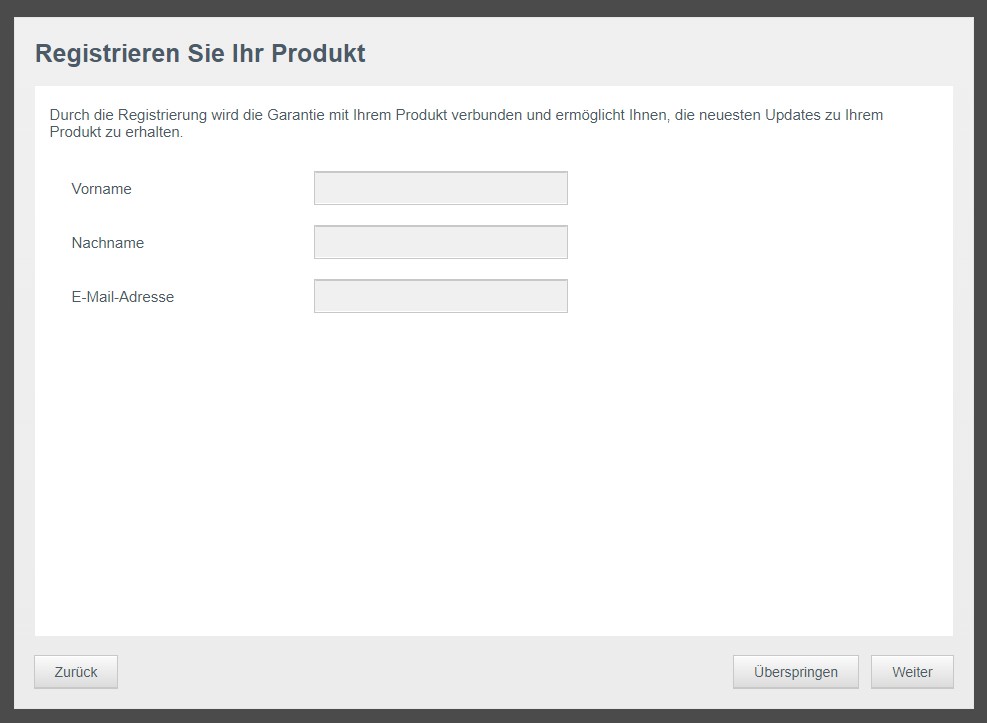 Registrieren Sie Ihr Produkt
Durch die Registrierung wird die Garantie mit Ihrem Produkt verbunden und ermöglicht Ihnen, die neuesten Updates zu Ihrem
Produkt zu erhalten.
Vorname
Nachname
E-Mail-Adresse
Zurück
Überspringen
Weiter